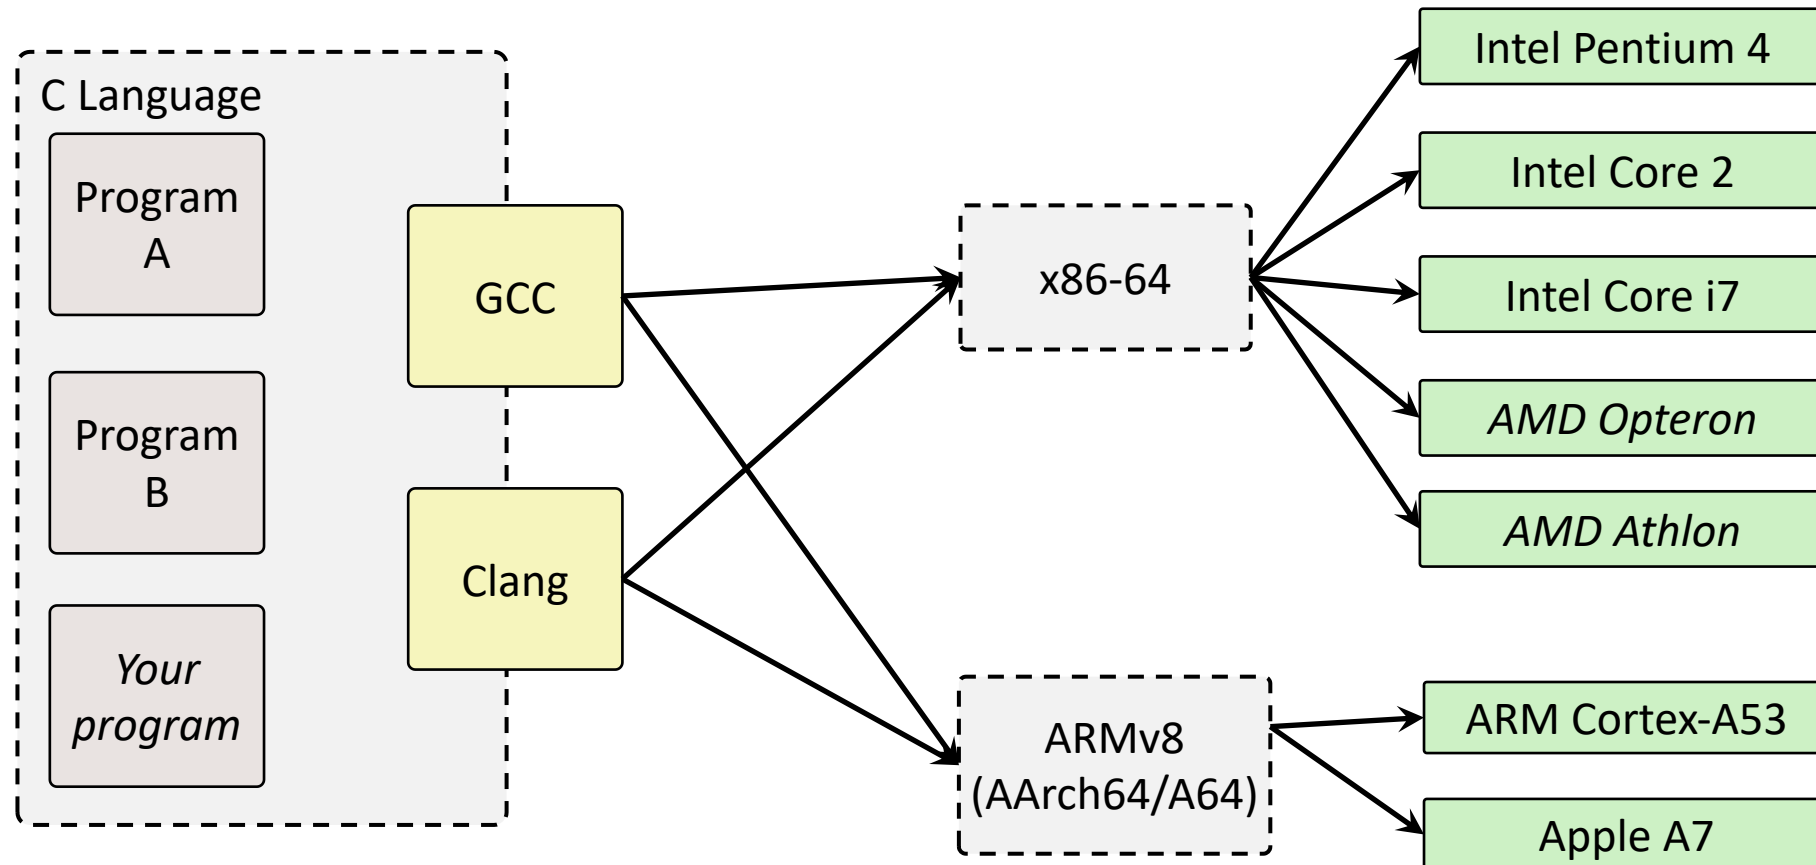 C Language
Program
A
Program
B
Your
program
GCC
Clang
x86-64
ARMv8
(AArch64/A64)
Intel Pentium 4
Intel Core 2
Intel Core i7
AMD Opteron
AMD Athlon
ARM Cortex-A53
Apple A7